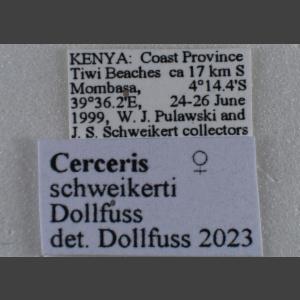 KENYA: Coast Province
Tiwi Beaches ca 17 km S
Mombasa, 4°14.4'S
39°36.2'E, 24-26 June
1999, W. J. Pulawski and
J. S. Schweikert collectors
Cerceris ♀
schweikerti
Dollfuss
det. Dollfuss 2023